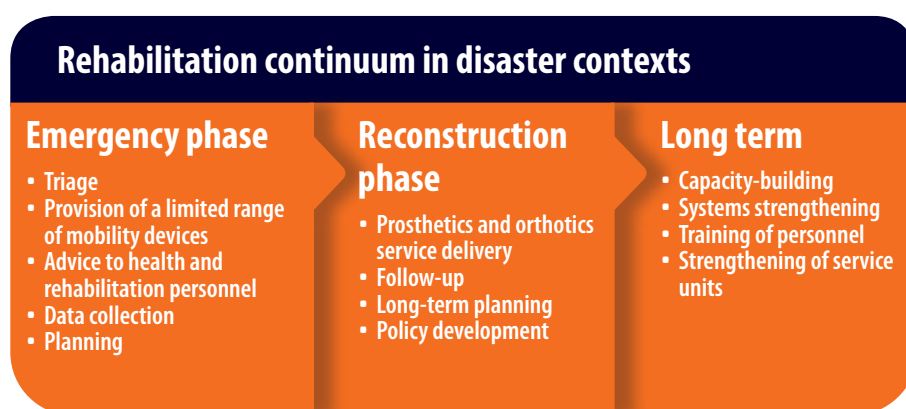 Rehabilitation continuum in disaster contexts
Emergency phase
• Triage
• Provision of a limited range
of mobility devices
• Advice to health and
rehabilitation personnel
• Data collection
• Planning
Reconstruction
phase
• Prosthetics and orthotics
service delivery
• Follow-up
• Long-term planning
• Policy development
Long term
• Capacity-building
• Systems strengthening
• Training of personnel
• Strengthening of service
units